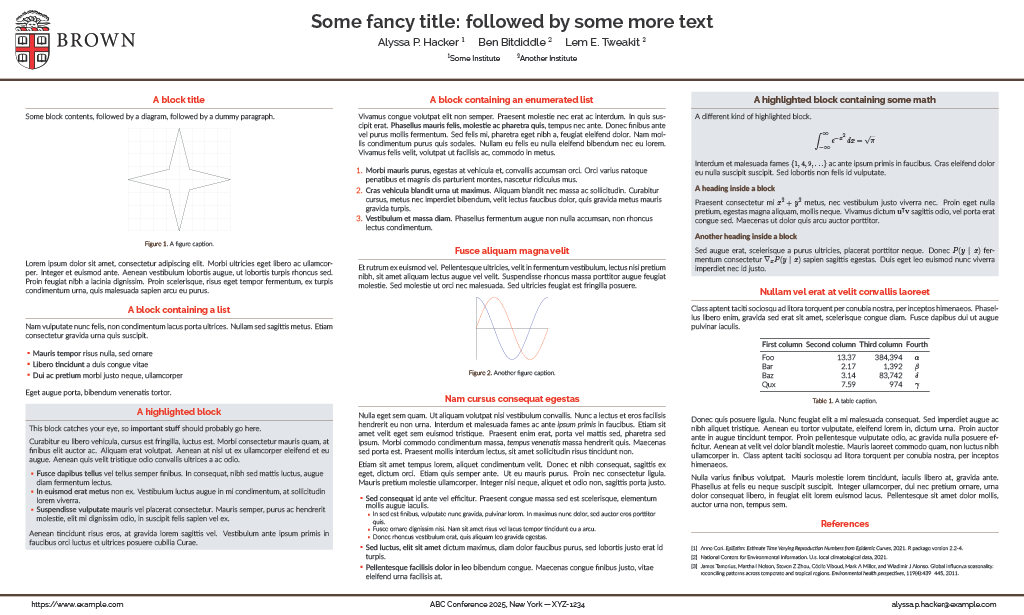 BROWN
Some fancy title: followed by some more text
Alyssa P. Hacker 1 Ben Bitdiddle 2 Lem E. Tweakit 2
1Some Institute 2Another Institute
A block title
Some block contents, followed by a diagram, followed by a dummy paragraph.
Figure 1. A figure caption.
Lorem ipsum dolor sit amet, consectetur adipiscing elit. Morbi ultricies eget libero ac ullamcor-
per. Integer et euismod ante. Aenean vestibulum lobortis augue, ut lobortis turpis rhoncus sed.
Proin feugiat nibh a lacinia dignissim. Proin scelerisque, risus eget tempor fermentum, ex turpis
condimentum urna, quis malesuada sapien arcu eu purus.
A block containing a list
Nam vulputate nunc felis, non condimentum lacus porta ultrices. Nullam sed sagittis metus. Etiam
consectetur gravida urna quis suscipit.
• Mauris tempor risus nulla, sed ornare
• Libero tincidunt a duis congue vitae
• Dui ac pretium morbi justo neque, ullamcorper
Eget augue porta, bibendum venenatis tortor.
A highlighted block
This block catches your eye, so important stuff should probably go here.
Curabitur eu libero vehicula, cursus est fringilla, luctus est. Morbi consectetur mauris quam, at
finibus elit auctor ac. Aliquam erat volutpat. Aenean at nisl ut ex ullamcorper eleifend et eu
augue. Aenean quis velit tristique odio convallis ultrices a ac odio.
• Fusce dapibus tellus vel tellus semper finibus. In consequat, nibh sed mattis luctus, augue
diam fermentum lectus.
• In euismod erat metus non ex. Vestibulum luctus augue in mi condimentum, at sollicitudin
lorem viverra.
• Suspendisse vulputate mauris vel placerat consectetur. Mauris semper, purus ac hendrerit
molestie, elit mi dignissim odio, in suscipit felis sapien vel ex.
Aenean tincidunt risus eros, at gravida lorem sagittis vel. Vestibulum ante ipsum primis in
faucibus orci luctus et ultrices posuere cubilia Curae.
A block containing an enumerated list
Vivamus congue volutpat elit non semper. Praesent molestie nec erat ac interdum. In quis sus-
cipit erat. Phasellus mauris felis, molestie ac pharetra quis, tempus nec ante. Donec finibus ante
vel purus mollis fermentum. Sed felis mi, pharetra eget nibh a, feugiat eleifend dolor. Nam mol-
lis condimentum purus quis sodales. Nullam eu felis eu nulla eleifend bibendum nec eu lorem.
Vivamus felis velit, volutpat ut facilisis ac, commodo in metus.
1. Morbi mauris purus, egestas at vehicula et, convallis accumsan orci. Orci varius natoque
penatibus et magnis dis parturient montes, nascetur ridiculus mus.
2. Cras vehicula blandit urna ut maximus. Aliquam blandit nec massa ac sollicitudin. Curabitur
cursus, metus nec imperdiet bibendum, velit lectus faucibus dolor, quis gravida metus mauris
gravida turpis.
3. Vestibulum et massa diam. Phasellus fermentum augue non nulla accumsan, non rhoncus
lectus condimentum.
Fusce aliquam magna velit
Et rutrum ex euismod vel. Pellentesque ultricies, velit in fermentum vestibulum, lectus nisi pretium
nibh, sit amet aliquam lectus augue vel velit. Suspendisse rhoncus massa porttitor augue feugiat
molestie. Sed molestie ut orci nec malesuada. Sed ultricies feugiat est fringilla posuere.
Figure 2. Another figure caption.
Nam cursus consequat egestas
Nulla eget sem quam. Ut aliquam volutpat nisi vestibulum convallis. Nunc a lectus et eros facilisis
hendrerit eu non urna. Interdum et malesuada fames ac ante ipsum primis in faucibus. Etiam sit
amet velit eget sem euismod tristique. Praesent enim erat, porta vel mattis sed, pharetra sed
ipsum. Morbi commodo condimentum massa, tempus venenatis massa hendrerit quis. Maecenas
sed porta est. Praesent mollis interdum lectus, sit amet sollicitudin risus tincidunt non.
Etiam sit amet tempus lorem, aliquet condimentum velit. Donec et nibh consequat, sagittis ex
eget, dictum orci. Etiam quis semper ante. Ut eu mauris purus. Proin nec consectetur ligula.
Mauris pretium molestie ullamcorper. Integer nisi neque, aliquet et odio non, sagittis porta justo.
• Sed consequat id ante vel efficitur. Praesent congue massa sed est scelerisque, elementum
mollis augue iaculis.
• In sed est finibus, vulputate nunc gravida, pulvinar lorem. In maximus nunc dolor, sed auctor eros porttitor
quis.
• Fusce ornare dignissim nisi. Nam sit amet risus vel lacus tempor tincidunt eu a arcu.
• Donec rhoncus vestibulum erat, quis aliquam leo gravida egestas.
• Sed luctus, elit sit amet dictum maximus, diam dolor faucibus purus, sed lobortis justo erat id
turpis.
• Pellentesque facilisis dolor in leo bibendum congue. Maecenas congue finibus justo, vitae
eleifend urna facilisis at.
A highlighted block containing some math
A different kind of highlighted block.
∫_{−∞}^{∞} e^{−x²} dx = √π
Interdum et malesuada fames {1, 4, 9, . . .} ac ante ipsum primis in faucibus. Cras eleifend dolor
eu nulla suscipit suscipit. Sed lobortis non felis id vulputate.
A heading inside a block
Praesent consectetur mi x² + y² metus, nec vestibulum justo viverra nec. Proin eget nulla
pretium, egestas magna aliquam, mollis neque. Vivamus dictum uᵀv sagittis odio, vel porta erat
congue sed. Maecenas ut dolor quis arcu auctor porttitor.
Another heading inside a block
Sed augue erat, scelerisque a purus ultricies, placerat porttitor neque. Donec P(y | x) fer-
mentum consectetur ∇ₓP(y | x) sapien sagittis egestas. Duis eget leo euismod nunc viverra
imperdiet nec id justo.
Nullam vel erat at velit convallis laoreet
Class aptent taciti sociosqu ad litora torquent per conubia nostra, per inceptos himenaeos. Phasel-
lus libero enim, gravida sed erat sit amet, scelerisque congue diam. Fusce dapibus dui ut augue
pulvinar iaculis.
First column Second column Third column Fourth
Foo 13.37 384,394 α
Bar 2.17 1,392 β
Baz 3.14 83,742 δ
Qux 7.59 974 γ
Table 1. A table caption.
Donec quis posuere ligula. Nunc feugiat elit a mi malesuada consequat. Sed imperdiet augue ac
nibh aliquet tristique. Aenean eu tortor vulputate, eleifend lorem in, dictum urna. Proin auctor
ante in augue tincidunt tempor. Proin pellentesque vulputate odio, ac gravida nulla posuere ef-
ficitur. Aenean at velit vel dolor blandit molestie. Mauris laoreet commodo quam, non luctus nibh
ullamcorper in. Class aptent taciti sociosqu ad litora torquent per conubia nostra, per inceptos
himenaeos.
Nulla varius finibus volutpat. Mauris molestie lorem tincidunt, iaculis libero at, gravida ante.
Phasellus at felis eu neque suscipit suscipit. Integer ullamcorper, dui nec pretium ornare, urna
dolor consequat libero, in feugiat elit lorem euismod lacus. Pellentesque sit amet dolor mollis,
auctor urna non, tempus sem.
References
[1] Anne Cori. EpiEstim: Estimate Time Varying Reproduction Numbers from Epidemic Curves, 2021. R package version 2.2-4.
[2] National Centers for Environmental Information. U.s. local climatological data, 2021.
[3] James Tamerius, Martha I Nelson, Steven Z Zhou, Cécile Viboud, Mark A Miller, and Wladimir J Alonso. Global influenza seasonality:
reconciling patterns across temperate and tropical regions. Environmental health perspectives, 119(4):439–445, 2011.
https://www.example.com
ABC Conference 2025, New York — XYZ-1234
alyssa.p.hacker@example.com